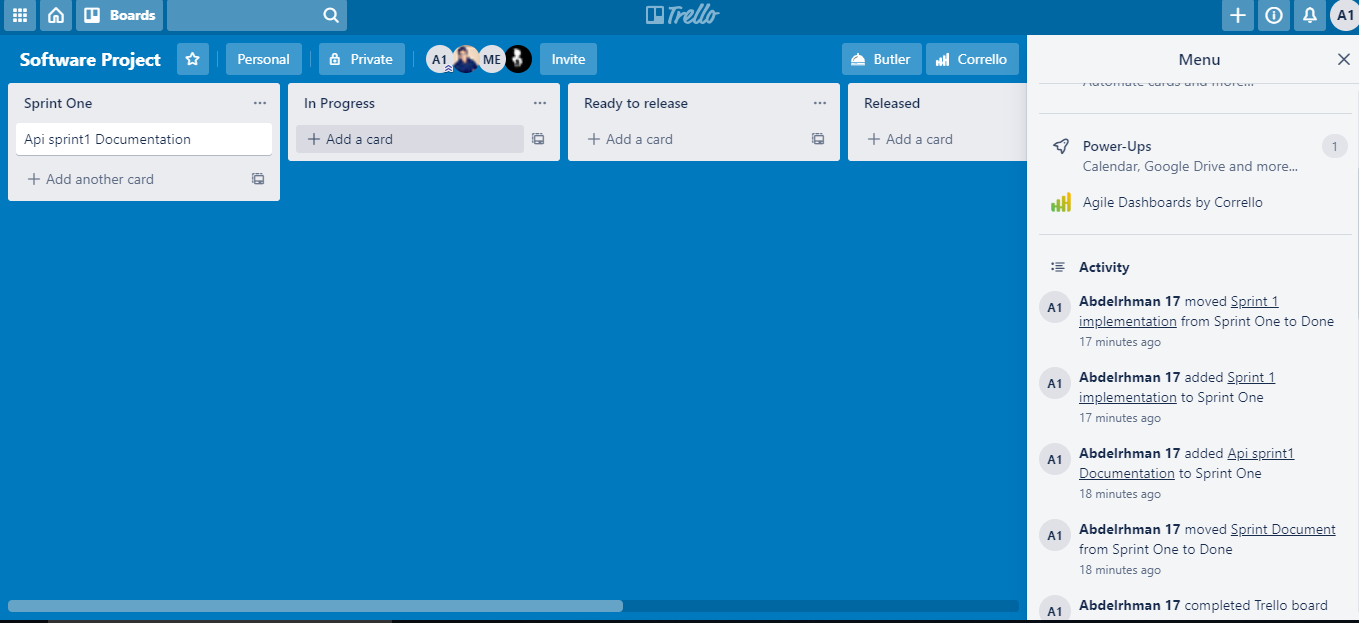 Boards
Trello
A1
Software Project
Personal
Private
A1
ME
Invite
Butler
Corrello
Sprint One
Api sprint1 Documentation
+ Add another card
In Progress
+ Add a card
Ready to release
+ Add a card
Released
+ Add a card
Menu
Automate cards and more...
Power-Ups
1
Calendar, Google Drive and more...
Agile Dashboards by Corrello
Activity
A1
Abdelrhman 17 moved Sprint 1
implementation from Sprint One to Done
17 minutes ago
A1
Abdelrhman 17 added Sprint 1
implementation to Sprint One
17 minutes ago
A1
Abdelrhman 17 added Api sprint1
Documentation to Sprint One
18 minutes ago
A1
Abdelrhman 17 moved Sprint Document
from Sprint One to Done
18 minutes ago
A1
Abdelrhman 17 completed Trello board